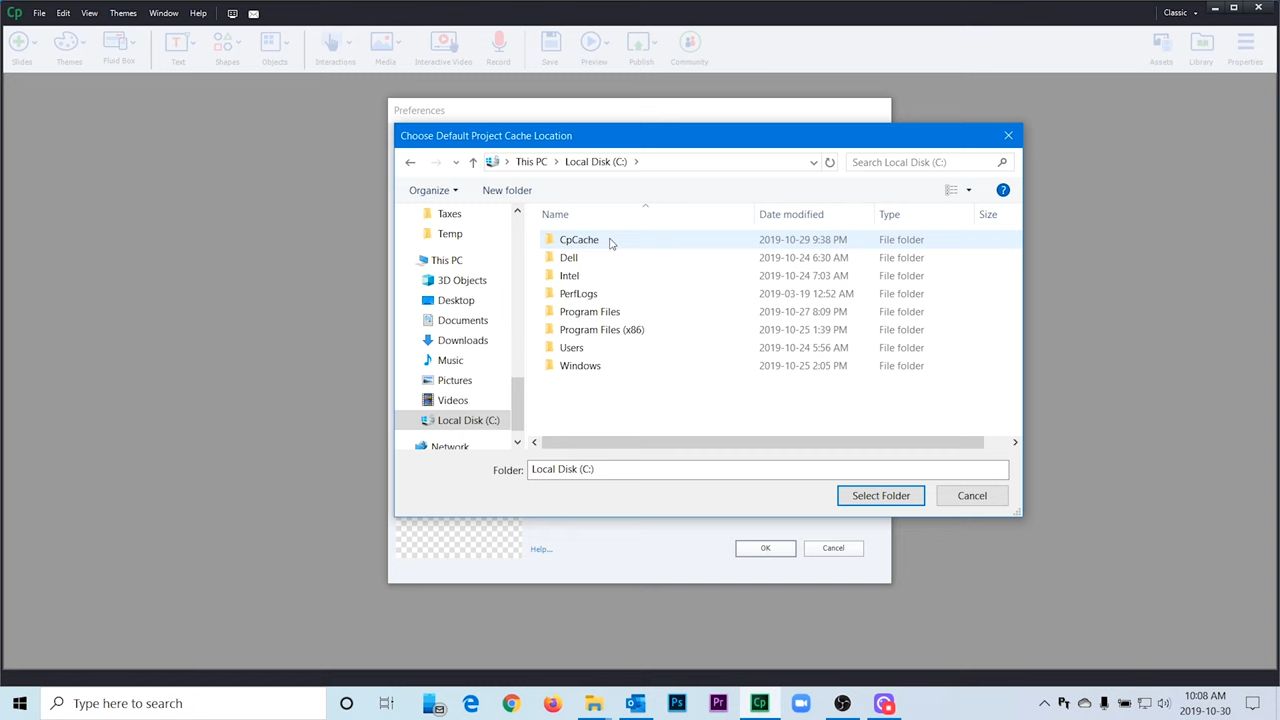 Cp File Edit View Themes Window Help Classic
Slides Themes Fluid Box Text Shapes Objects Interactions Media Interactive Video Record Save Preview Publish Community Assets Library Properties
Preferences
Choose Default Project Cache Location
This PC Local Disk (C:) Search Local Disk (C:)
Organize New folder
Taxes
Temp
This PC
3D Objects
Desktop
Documents
Downloads
Music
Pictures
Videos
Local Disk (C:)
Network
Name Date modified Type Size
CpCache 2019-10-29 9:38 PM File folder
Dell 2019-10-24 6:30 AM File folder
Intel 2019-10-24 7:03 AM File folder
PerfLogs 2019-03-19 12:52 AM File folder
Program Files 2019-10-27 8:09 PM File folder
Program Files (x86) 2019-10-25 1:39 PM File folder
Users 2019-10-24 5:56 AM File folder
Windows 2019-10-25 2:05 PM File folder
Folder: Local Disk (C:)
Select Folder Cancel
Help... OK Cancel
Type here to search Ps Pr Cp 10:08 AM
2019-10-30